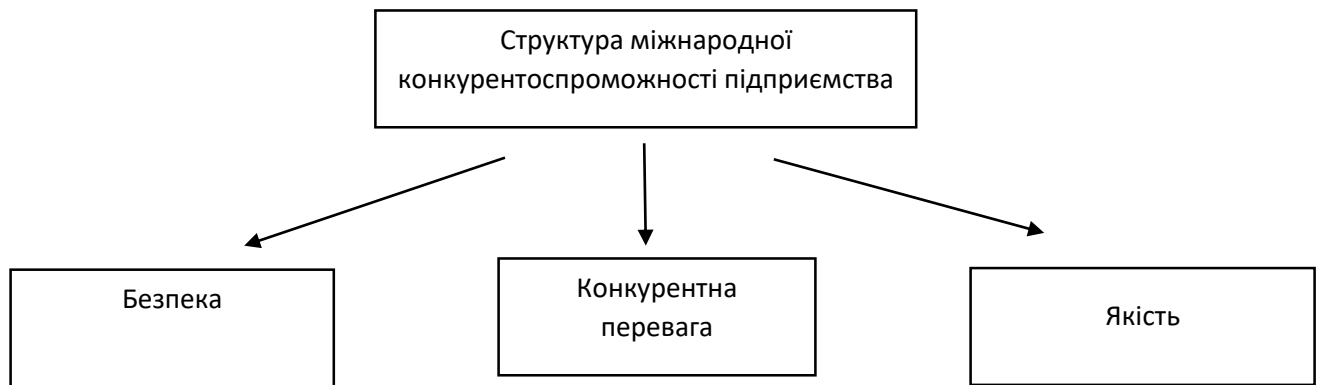 Структура міжнародної
конкурентоспроможності підприємства
Безпека
Конкурентна
перевага
Якість